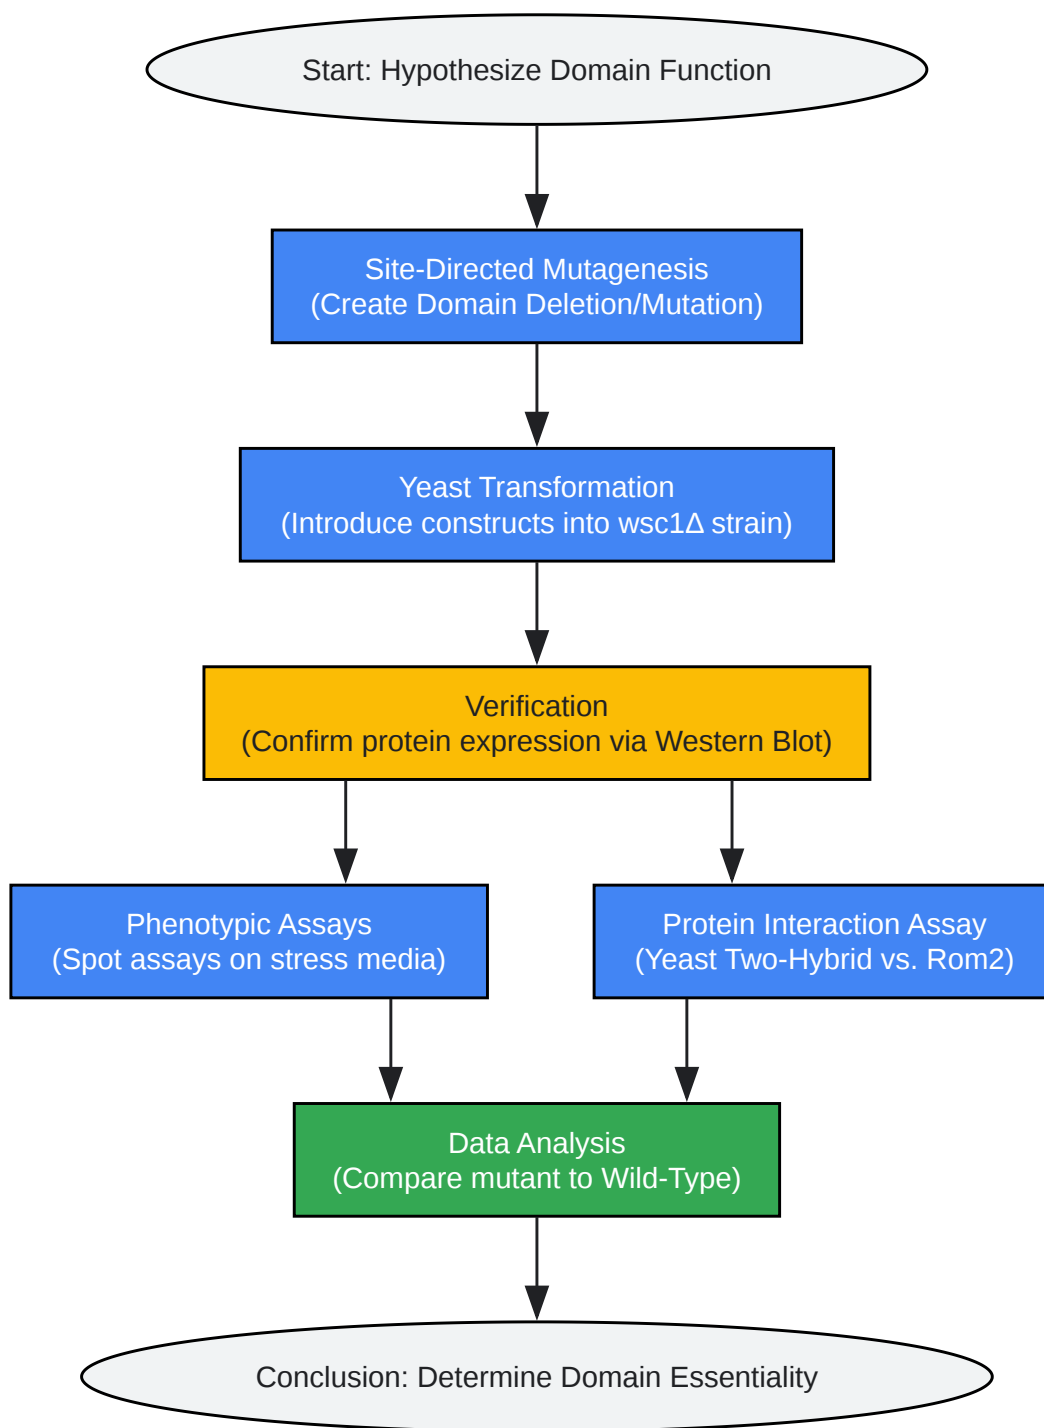 Start: Hypothesize Domain Function
Site-Directed Mutagenesis
(Create Domain Deletion/Mutation)
Yeast Transformation
(Introduce constructs into wsc1Δ strain)
Verification
(Confirm protein expression via Western Blot)
Phenotypic Assays
(Spot assays on stress media)
Protein Interaction Assay
(Yeast Two-Hybrid vs. Rom2)
Data Analysis
(Compare mutant to Wild-Type)
Conclusion: Determine Domain Essentiality